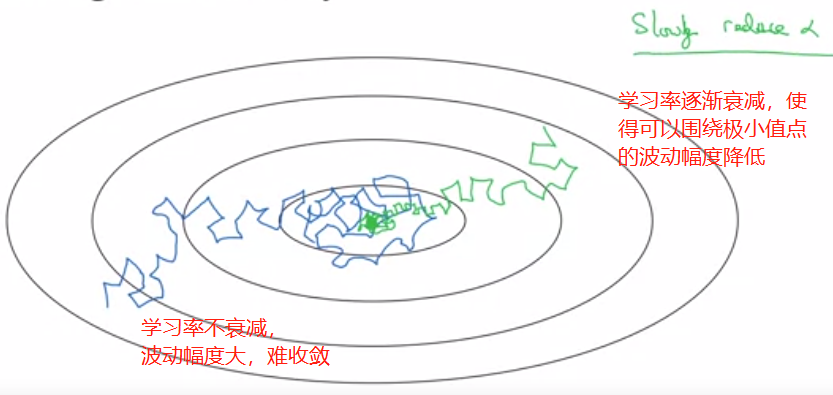 Slowly reduce α
学习率逐渐衰减，使
得可以围绕极小值点
的波动幅度降低
学习率不衰减，
波动幅度大，难收敛